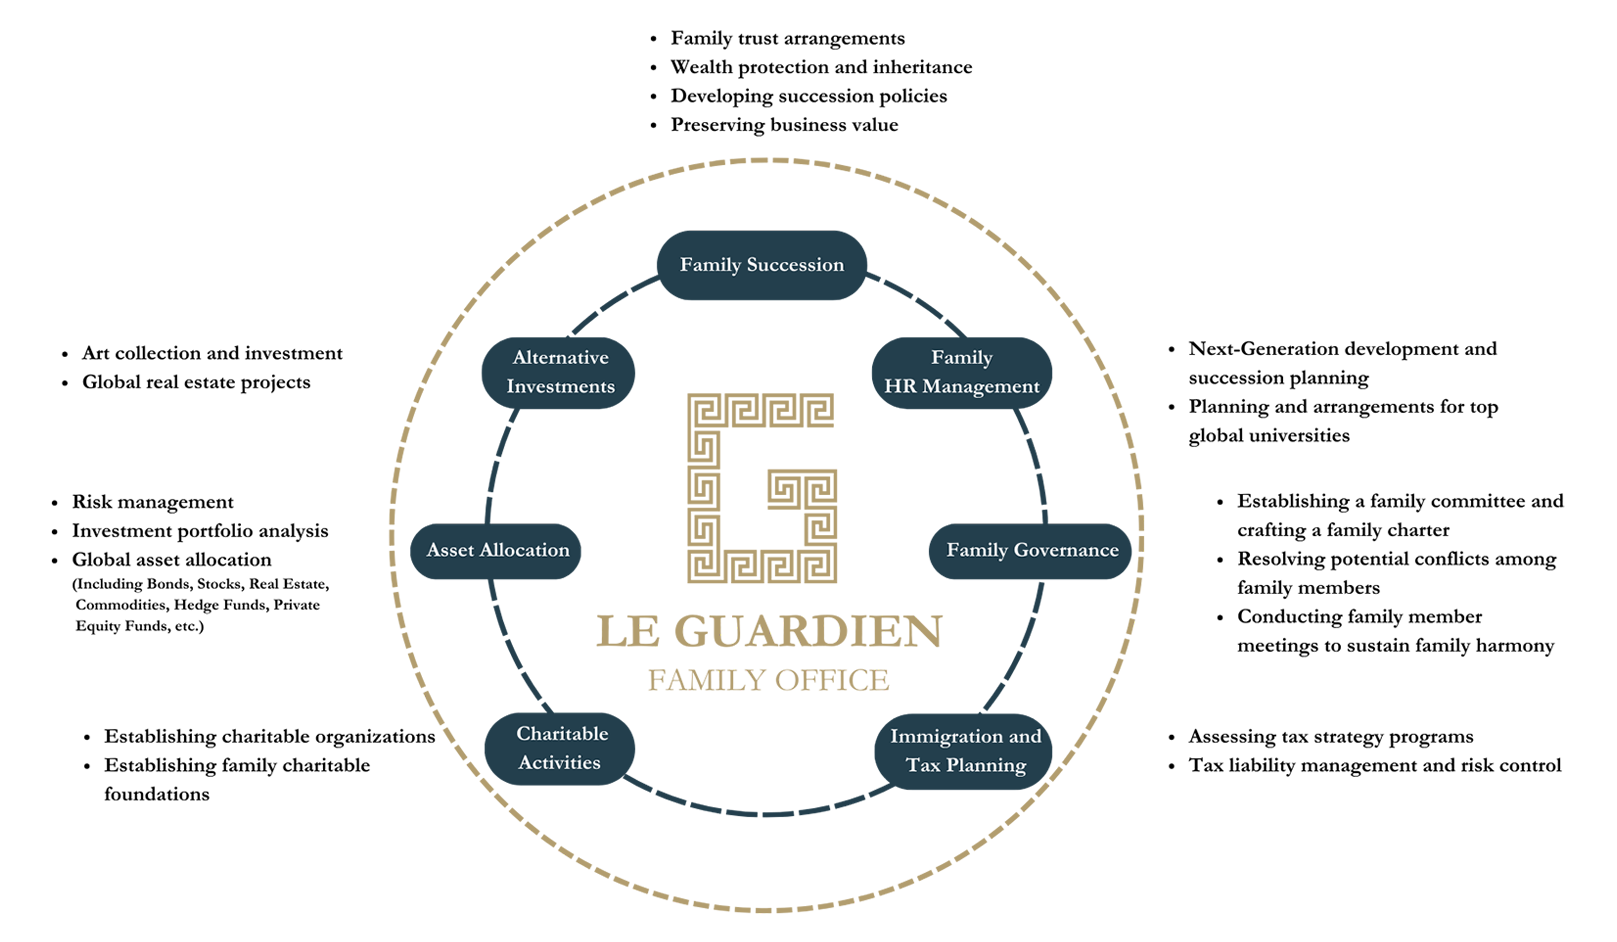 • Family trust arrangements
• Wealth protection and inheritance
• Developing succession policies
• Preserving business value
Family Succession
Alternative
Investments
Family
HR Management
• Art collection and investment
• Global real estate projects
• Next-Generation development and
succession planning
• Planning and arrangements for top
global universities
• Risk management
• Investment portfolio analysis
• Global asset allocation
(Including Bonds, Stocks, Real Estate,
Commodities, Hedge Funds, Private
Equity Funds, etc.)
Asset Allocation
Family Governance
• Establishing a family committee and
crafting a family charter
• Resolving potential conflicts among
family members
• Conducting family member
meetings to sustain family harmony
LE GUARDIEN
FAMILY OFFICE
• Establishing charitable organizations
• Establishing family charitable
foundations
Charitable
Activities
Immigration and
Tax Planning
• Assessing tax strategy programs
• Tax liability management and risk control